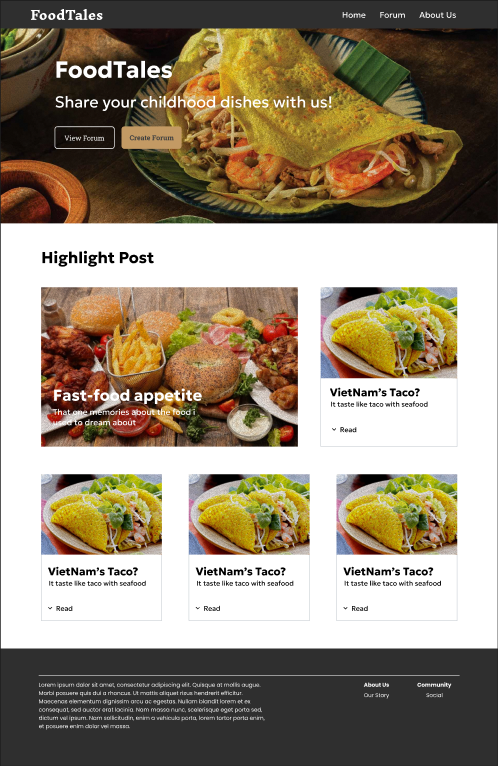 FoodTales
Home Forum About Us
FoodTales
Share your childhood dishes with us!
View Forum Create Forum
Highlight Post
Fast-food appetite
That one memories about the food i
used to dream about
VietNam's Taco?
It taste like taco with seafood
Read
VietNam's Taco?
It taste like taco with seafood
Read
VietNam's Taco?
It taste like taco with seafood
Read
VietNam's Taco?
It taste like taco with seafood
Read
Lorem ipsum dolor sit amet, consectetur adipiscing elit. Quisque at mollis augue.
Morbi posuere quis dui a rhoncus. Ut mattis aliquet risus hendrerit efficitur.
Maecenas elementum dignissim arcu ac egestas. Nullam blandit lorem et ex
consequat, sed auctor erat lacinia. Nam massa nunc, scelerisque eget porta sed,
dictum vel ipsum. Nam sollicitudin, enim a vehicula porta, lorem tortor porta enim,
et posuere enim dolor vel massa.
About Us
Our Story
Community
Social